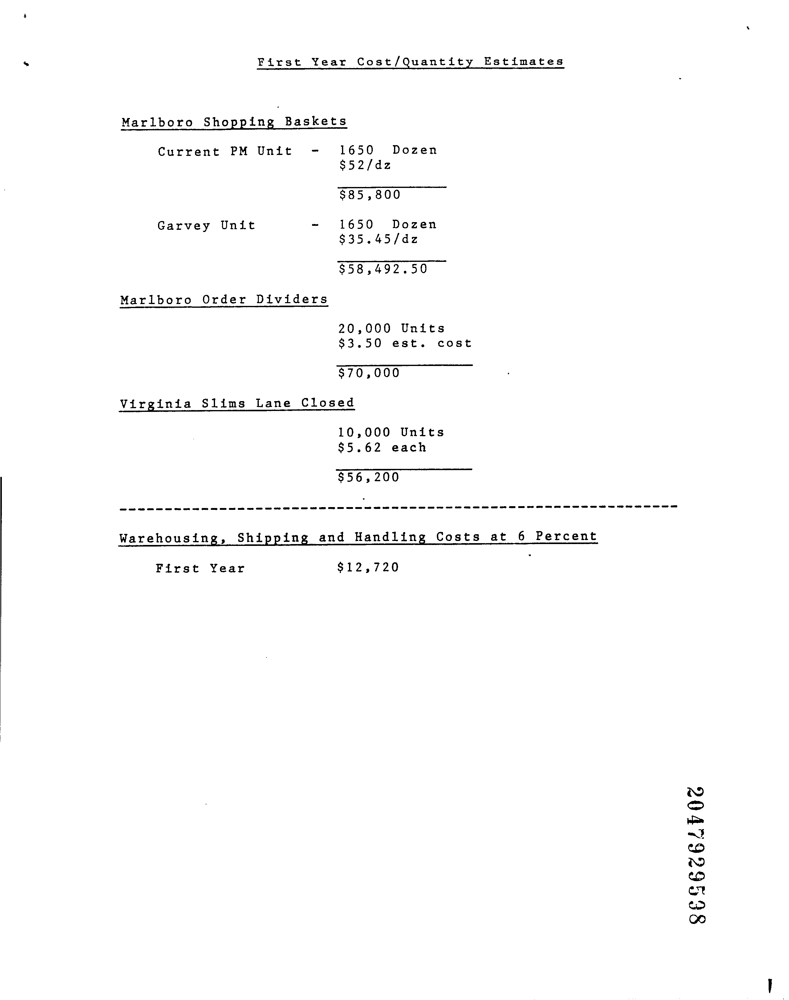 First Year Cost/Quantity Estimates
Marlboro Shopping Baskets
Current PM Unit - 1650 Dozen
$52/dz
$85,800
Garvey Unit - 1650 Dozen
$35.45/dz
$58,492.50
Marlboro Order Dividers
20,000 Units
$3.50 est. cost
$70,000
Virginia Slims Lane Closed
10,000 Units
$5.62 each
$56,200
Warehousing, Shipping and Handling Costs at 6 Percent
First Year $12,720
2047929598